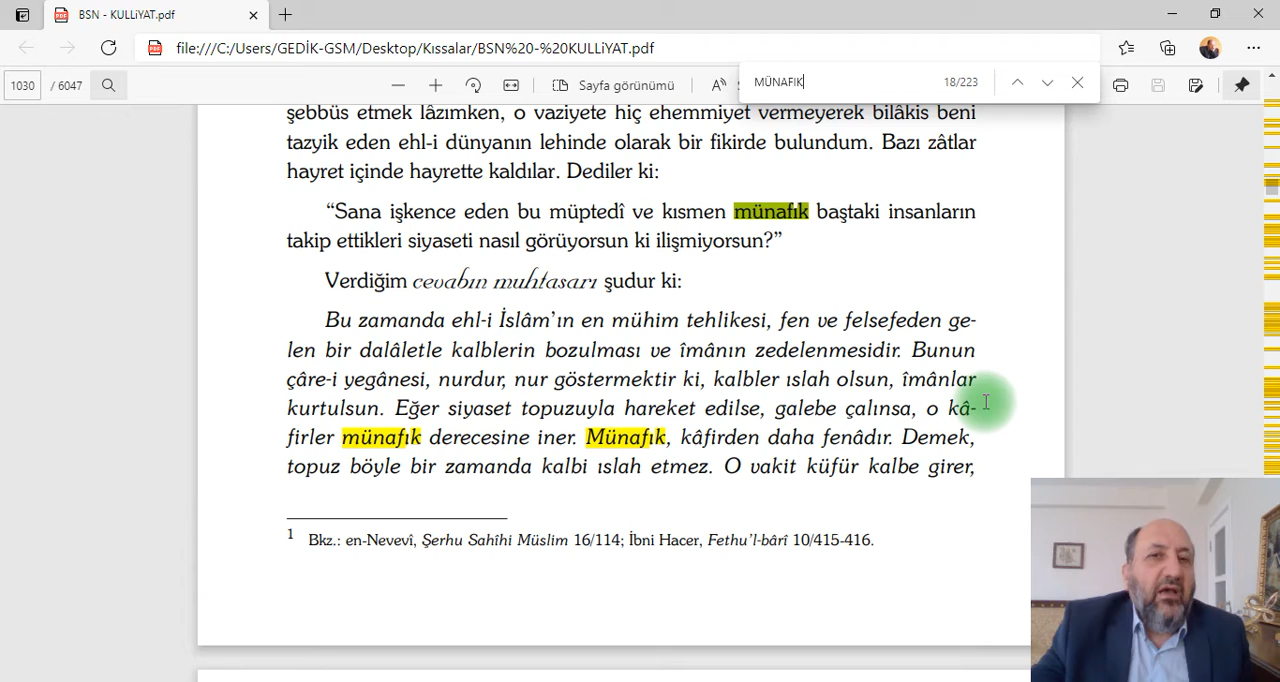 BSN - KULLiYAT.pdf
file:///C:/Users/GEDİK-GSM/Desktop/Kıssalar/BSN%20-%20KULLiYAT.pdf
1030 / 6047
Sayfa görünümü
MÜNAFIK 18/223
şebbüs etmek lâzımken, o vaziyete hiç ehemmiyet vermeyerek bilâkis beni
tazyik eden ehl-i dünyanın lehinde olarak bir fikirde bulundum. Bazı zâtlar
hayret içinde hayrette kaldılar. Dediler ki:
“Sana işkence eden bu müptedî ve kısmen münafık baştaki insanların
takip ettikleri siyaseti nasıl görüyorsun ki ilişmiyorsun?”
Verdiğim cevabın muhtasarı şudur ki:
Bu zamanda ehl-i İslâm’ın en mühim tehlikesi, fen ve felsefeden ge-
len bir dalâletle kalblerin bozulması ve îmânın zedelenmesidir. Bunun
çâre-i yegânesi, nurdur, nur göstermektir ki, kalbler ıslah olsun, îmânlar
kurtulsun. Eğer siyaset topuzuyla hareket edilse, galebe çalınsa, o kâ-
firler münafık derecesine iner. Münafık, kâfirden daha fenâdır. Demek,
topuz böyle bir zamanda kalbi ıslah etmez. O vakit küfür kalbe girer,
1 Bkz.: en-Nevevî, Şerhu Sahîhi Müslim 16/114; İbni Hacer, Fethu’l-bârî 10/415-416.